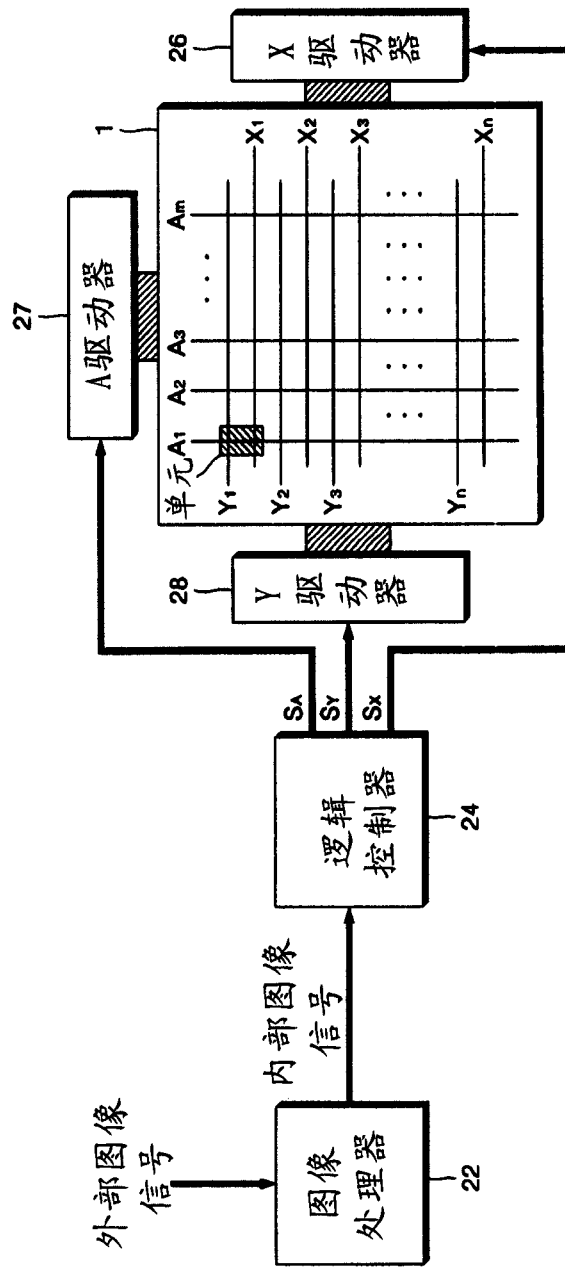 外部图像
信号
图像
处理器
22
内部图像
信号
逻辑
控制器
24
SA
SY
SX
A驱动器
27
Y
驱动器
28
X
驱动器
26
1
单元
A1 A2 A3 . . . Am
Y1
X1
Y2
X2
Y3
X3
. . . . . . . . . . . . . . .
Yn
Xn